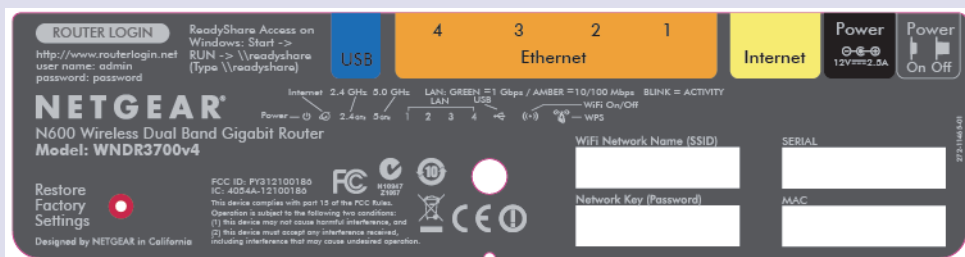 ROUTER LOGIN
http://www.routerlogin.net
user name: admin
password: password
ReadyShare Access on
Windows: Start ->
RUN -> \\readyshare
(Type \\readyshare)
USB
4 3 2 1
Ethernet
Internet
Power
12V 2.5A
Power
On Off
Internet 2.4 GHz 5.0 GHz LAN: GREEN =1 Gbps / AMBER =10/100 Mbps BLINK = ACTIVITY
LAN USB WiFi On/Off
Power 2.4GHz 5GHz 1 2 3 4 WPS
NETGEAR®
N600 Wireless Dual Band Gigabit Router
Model: WNDR3700v4
WiFi Network Name (SSID)
SERIAL
272-11465-01
Restore
Factory
Settings
FCC ID: PY312100186
IC: 4054A-12100186
This device complies with part 15 of the FCC Rules.
Operation is subject to the following two conditions:
(1) this device may not cause harmful interference, and
(2) this device must accept any interference received,
including interference that may cause undesired operation.
FC
N10947
10
CE
Network Key (Password)
MAC
Designed by NETGEAR in California